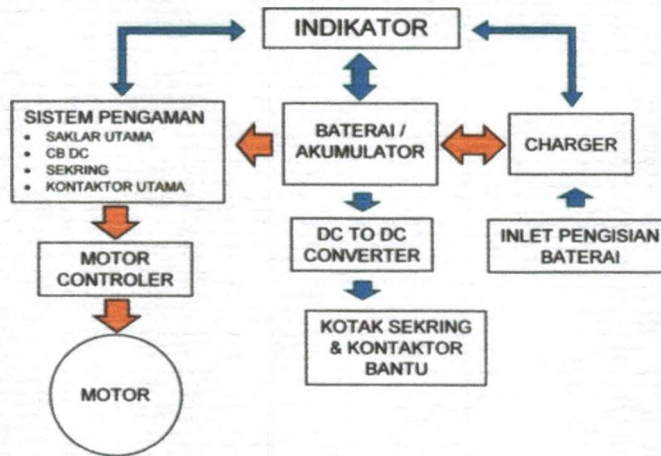 INDIKATOR
SISTEM PENGAMAN
• SAKLAR UTAMA
• CB DC
• SEKRING
• KONTAKTOR UTAMA
BATERAI /
AKUMULATOR
CHARGER
MOTOR
CONTROLER
DC TO DC
CONVERTER
INLET PENGISIAN
BATERAI
KOTAK SEKRING
& KONTAKTOR
BANTU
MOTOR